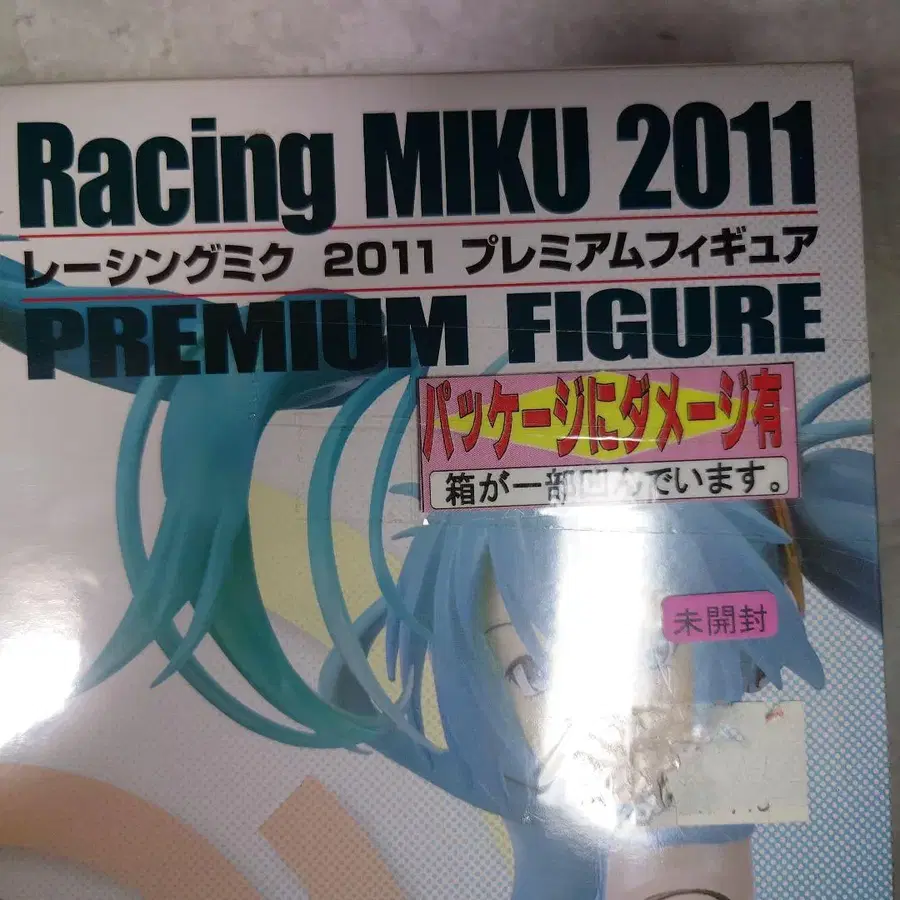 Racing MIKU 2011
レーシングミク 2011 プレミアムフィギュア
PREMIUM FIGURE
パッケージにダメージ有
箱が一部凹んでいます。
未開封